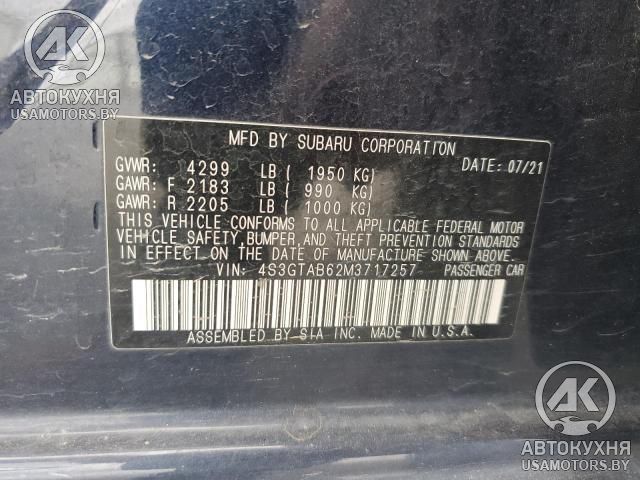 AK
АВТОКУХНЯ
USAMOTORS.BY
MFD BY SUBARU CORPORATION
GVWR: 4299 LB ( 1950 KG) DATE: 07/21
GAWR: F 2183 LB ( 990 KG)
GAWR: R 2205 LB ( 1000 KG)
THIS VEHICLE CONFORMS TO ALL APPLICABLE FEDERAL MOTOR
VEHICLE SAFETY, BUMPER, AND THEFT PREVENTION STANDARDS
IN EFFECT ON THE DATE OF MANUFACTURE SHOWN ABOVE.
VIN: 4S3GTAB62M3717257 PASSENGER CAR
ASSEMBLED BY SIA INC. MADE IN U.S.A.
AK
АВТОКУХНЯ
USAMOTORS.BY